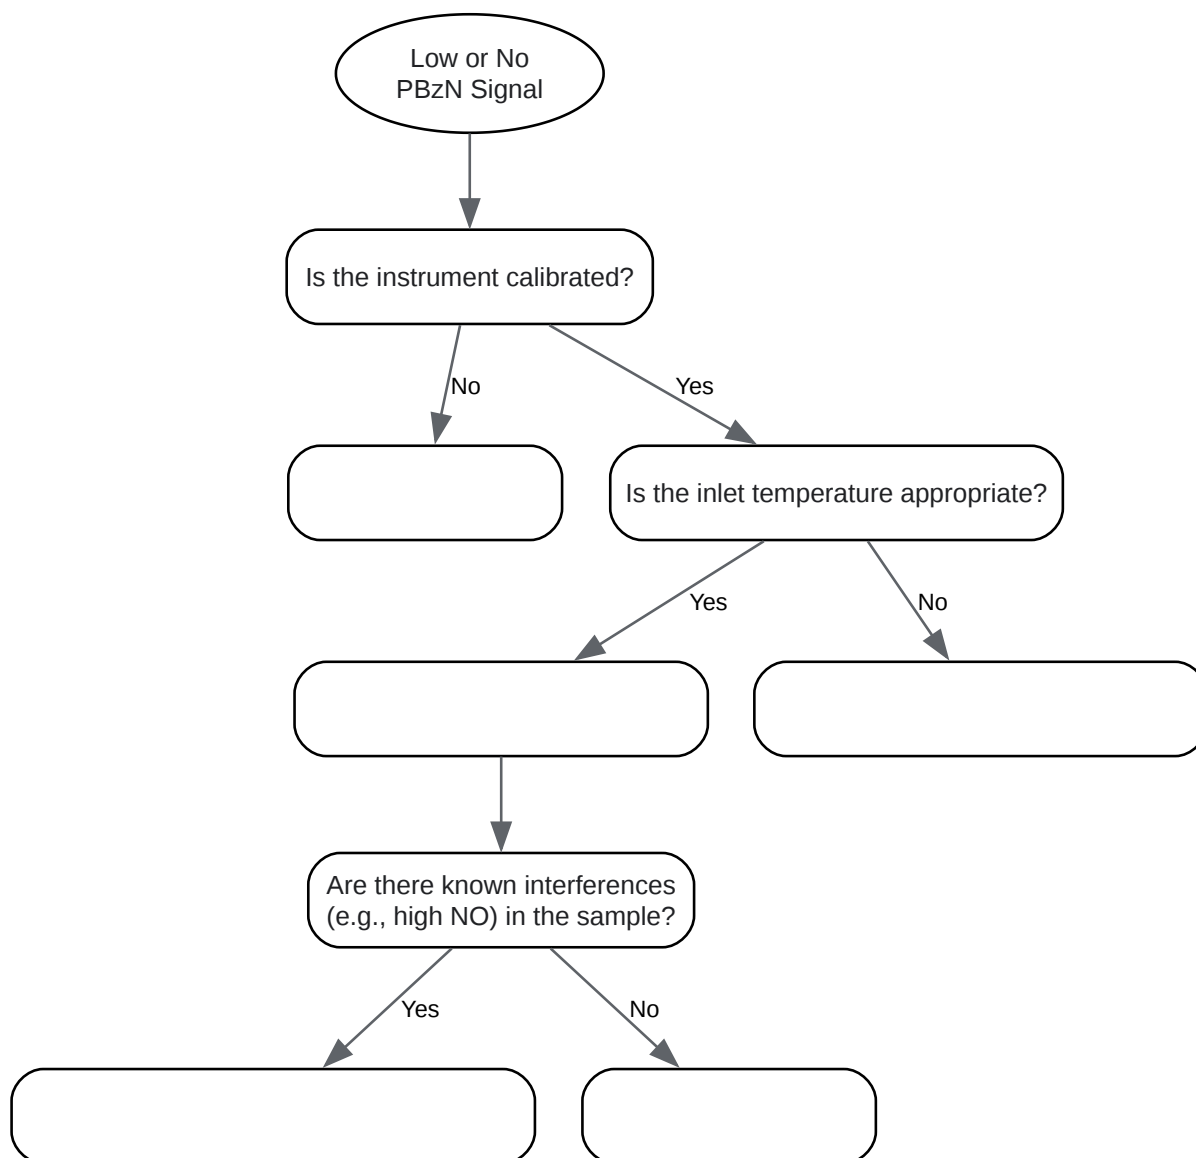 Low or No
PBzN Signal
Is the instrument calibrated?
No
Yes
Is the inlet temperature appropriate?
Yes
No
Are there known interferences
(e.g., high NO) in the sample?
Yes
No